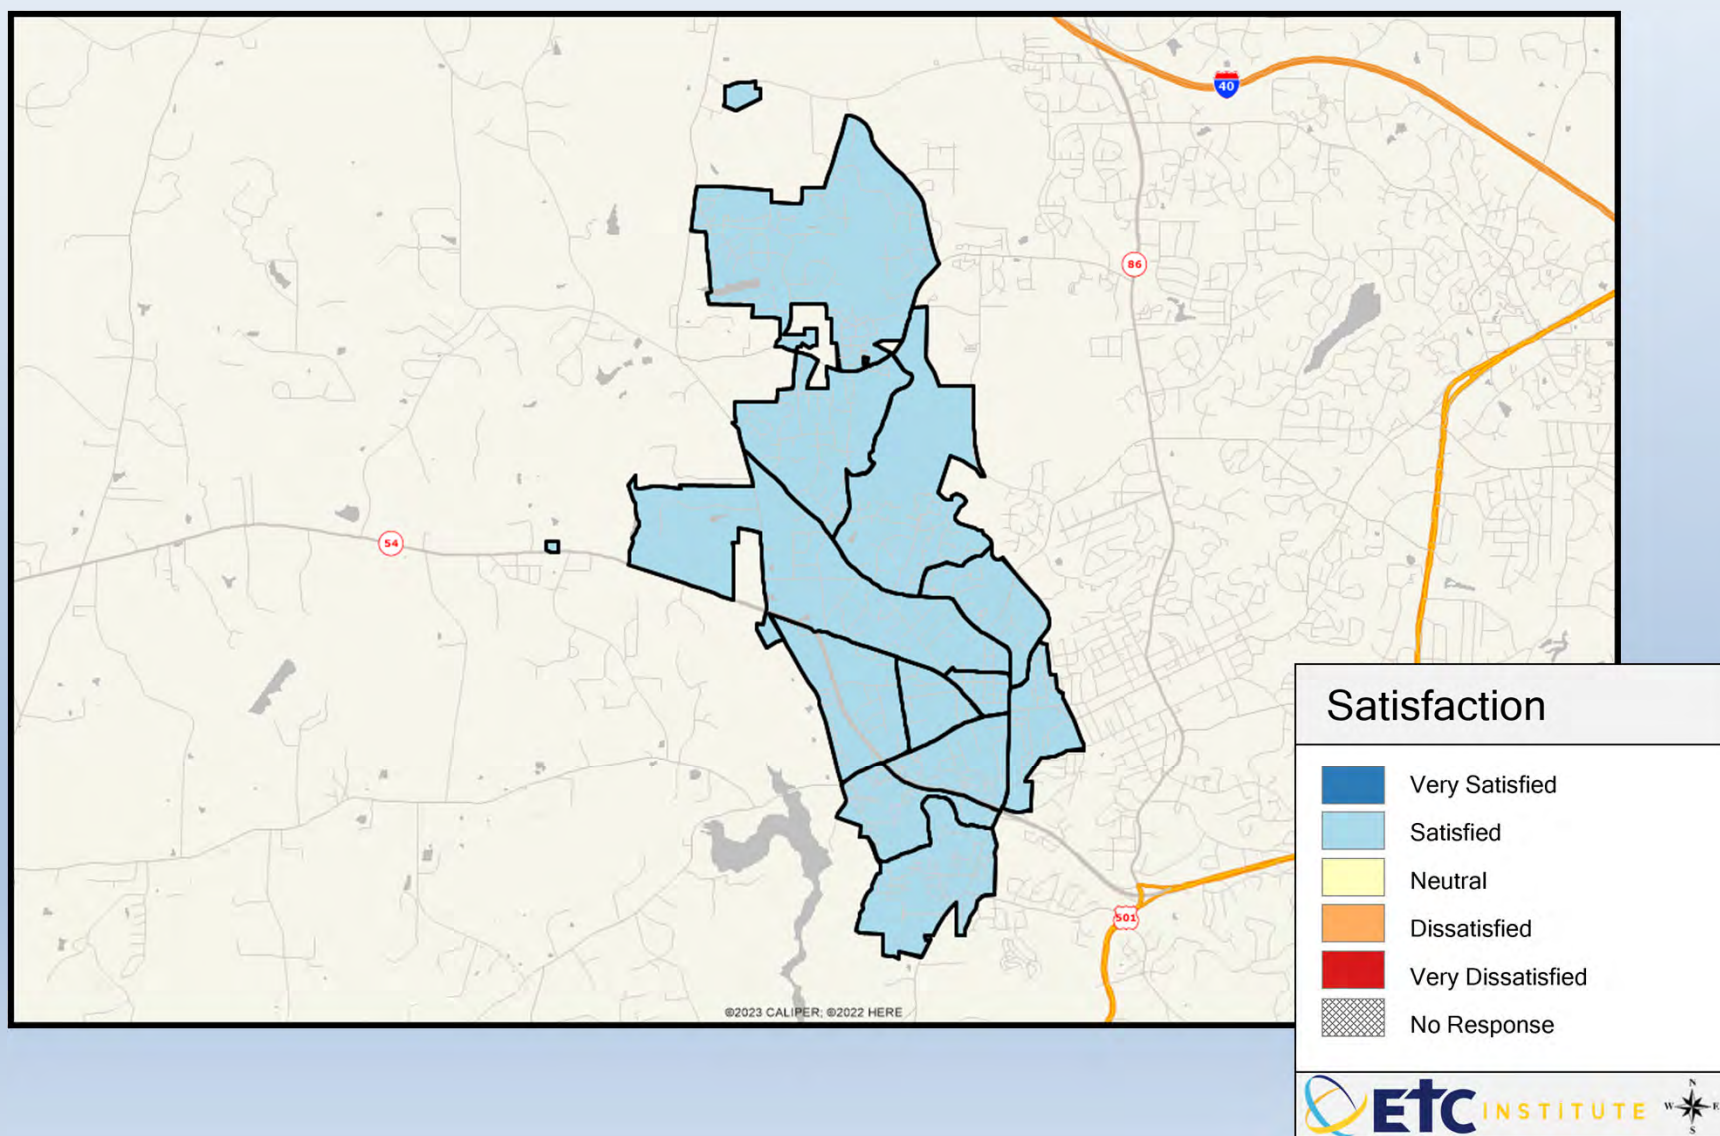 40
86
54
501
©2023 CALIPER; ©2022 HERE
Satisfaction
Very Satisfied
Satisfied
Neutral
Dissatisfied
Very Dissatisfied
No Response
ETC INSTITUTE
N
W E
S